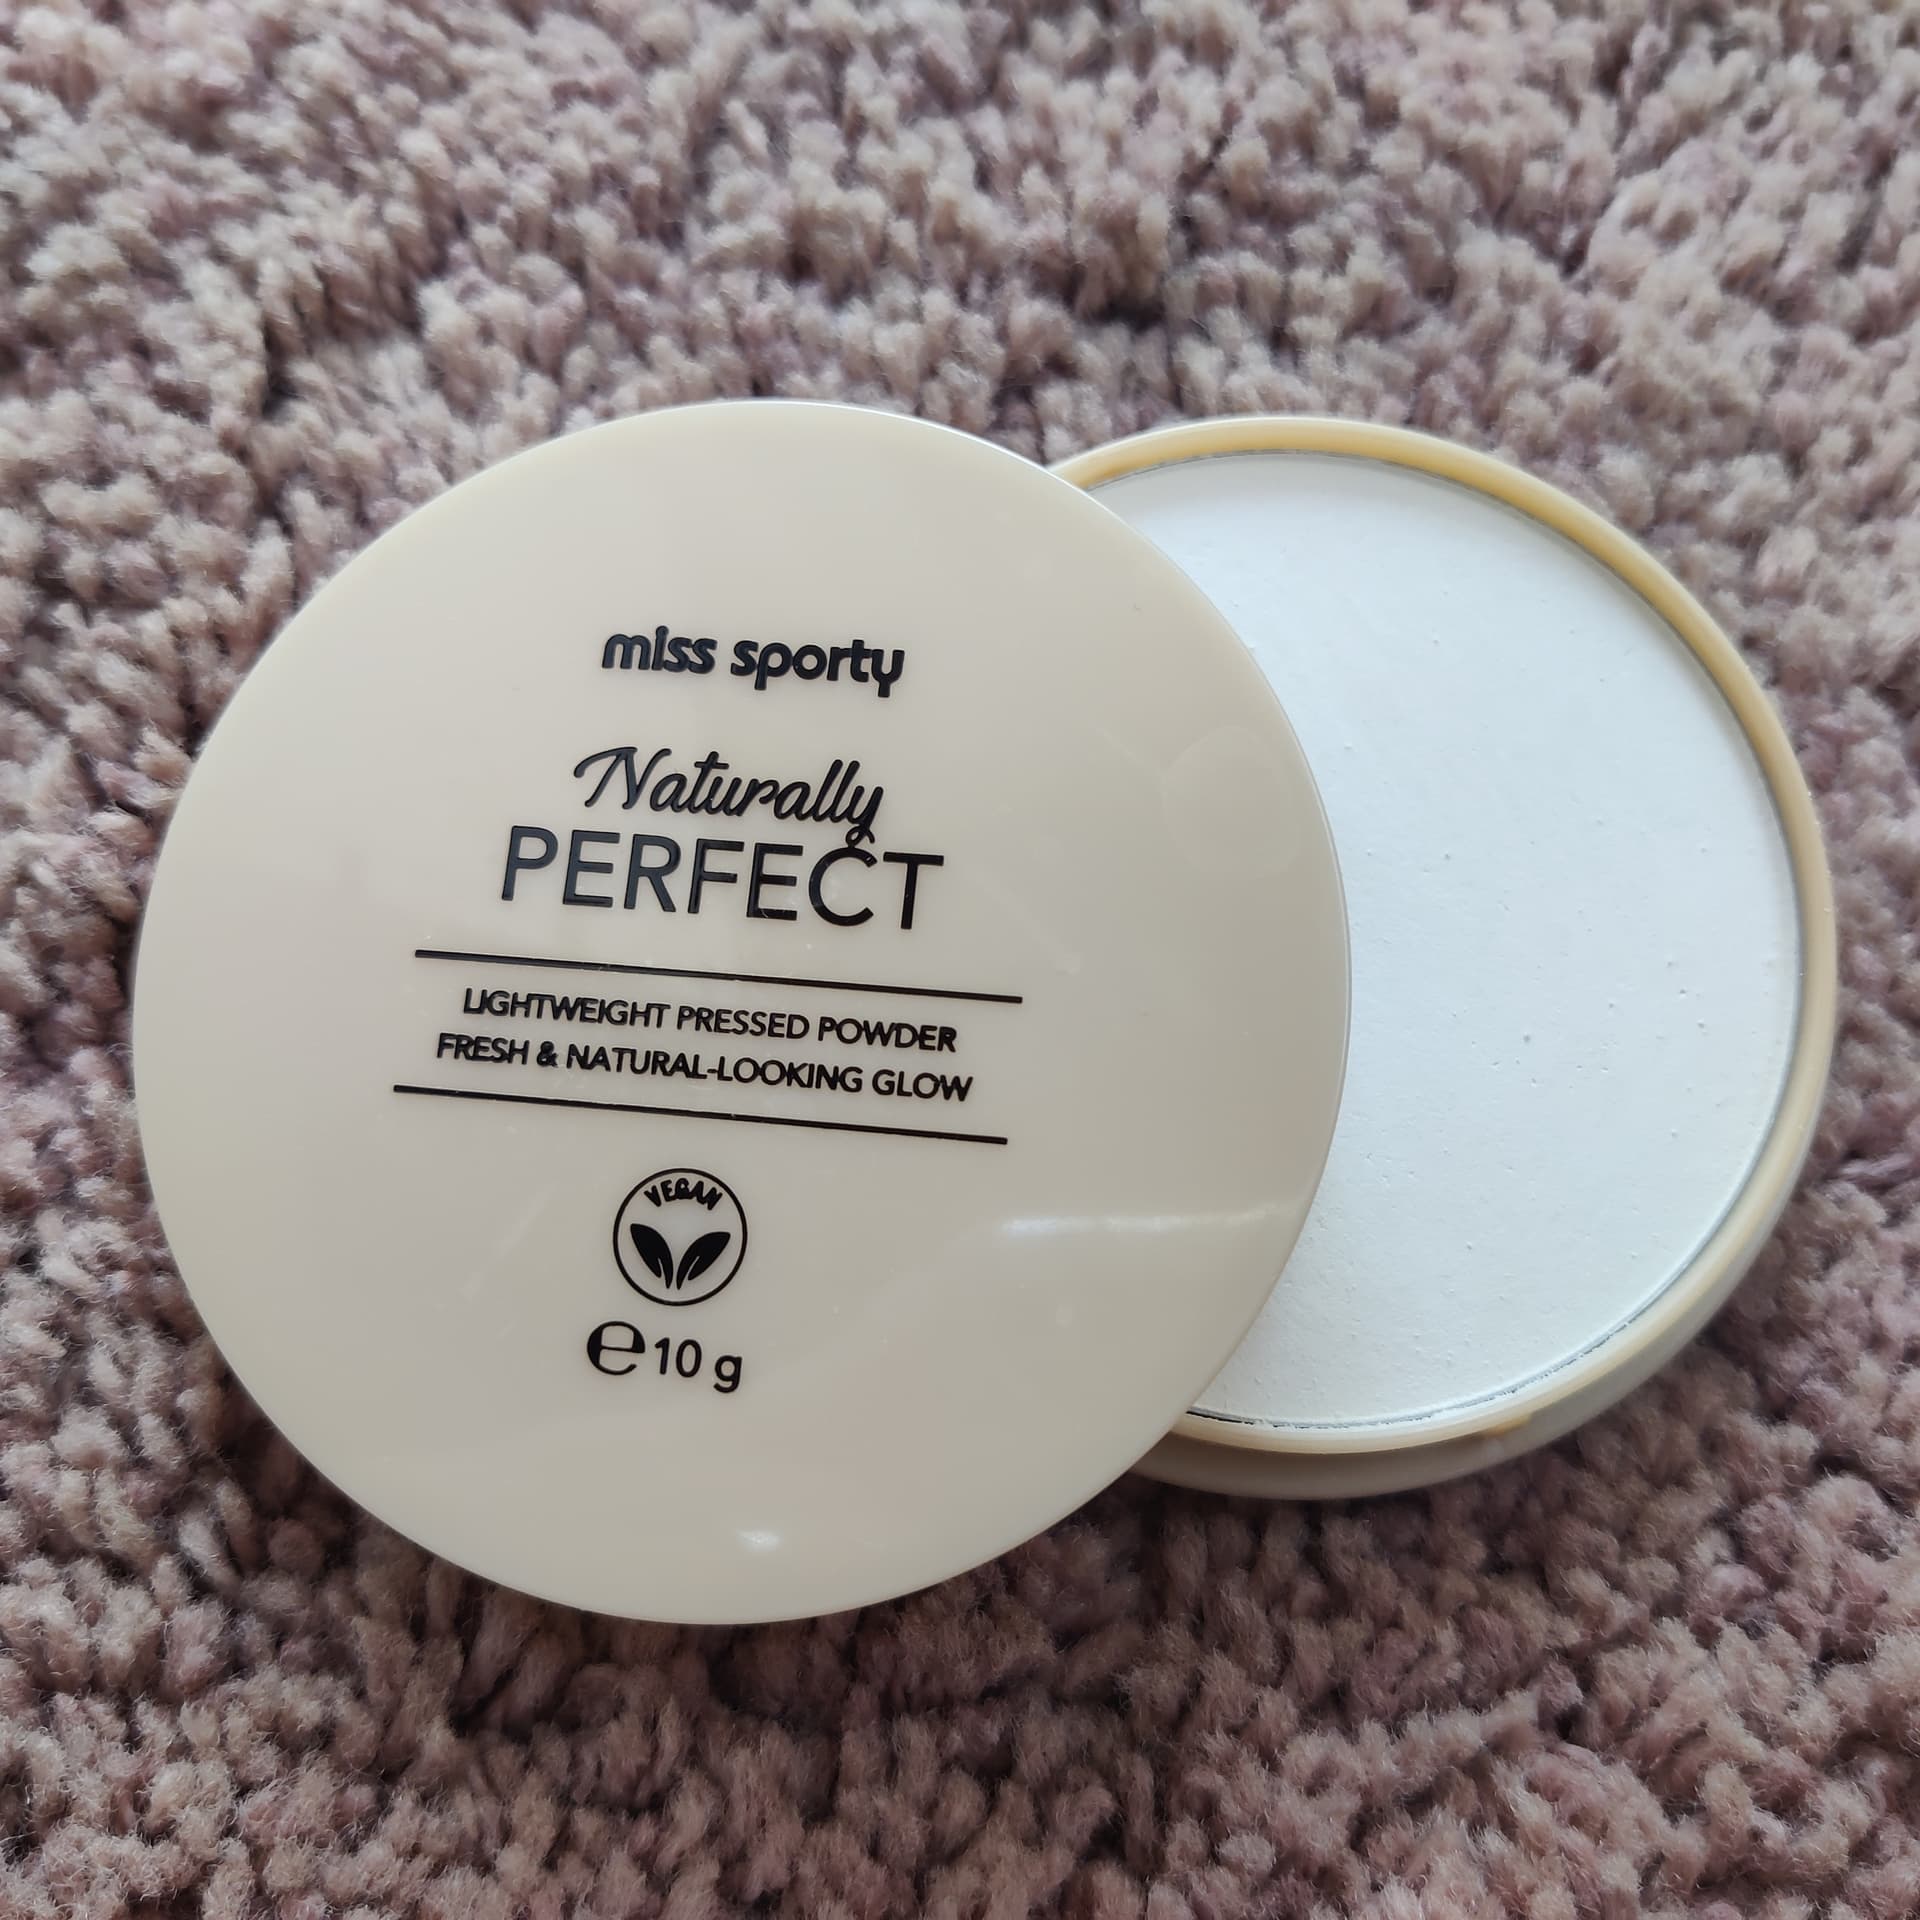 miss sporty
Naturally
PERFECT
LIGHTWEIGHT PRESSED POWDER
FRESH & NATURAL-LOOKING GLOW
VEGAN
℮10 g